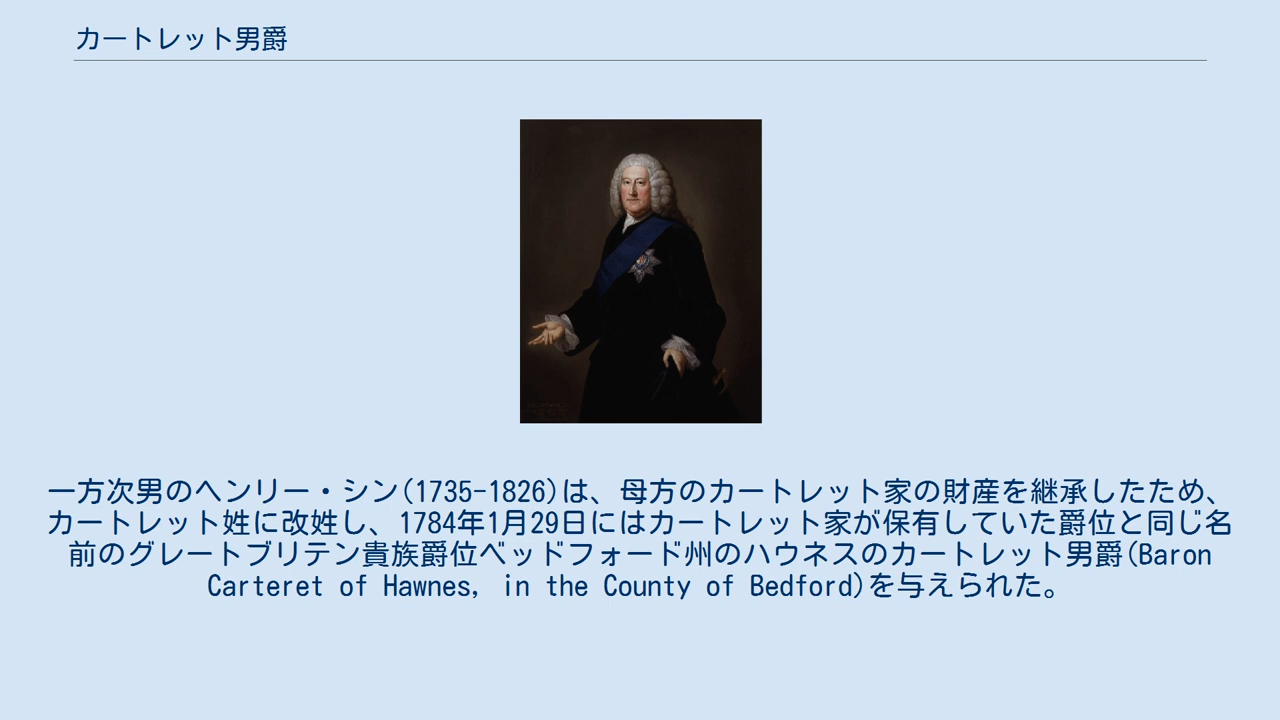 カートレット男爵
一方次男のヘンリー・シン(1735-1826)は、母方のカートレット家の財産を継承したため、
カートレット姓に改姓し、1784年1月29日にはカートレット家が保有していた爵位と同じ名
前のグレートブリテン貴族爵位ベッドフォード州のハウネスのカートレット男爵(Baron
Carteret of Hawnes, in the County of Bedford)を与えられた。